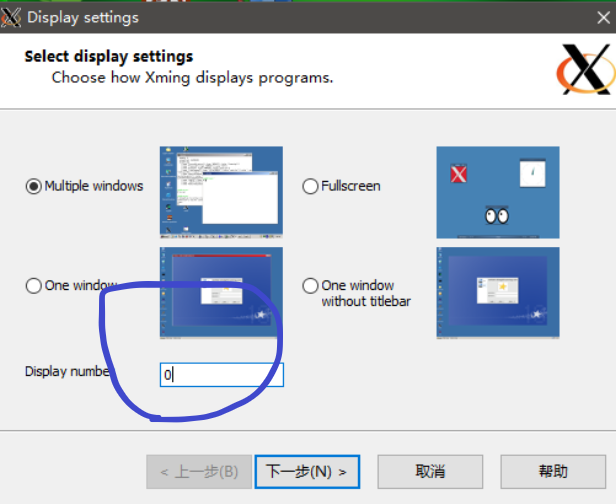 Display settings
Select display settings
Choose how Xming displays programs.
Multiple windows
Fullscreen
One window
One window
without titlebar
Display number
0
< 上一步(B)
下一步(N) >
取消
帮助